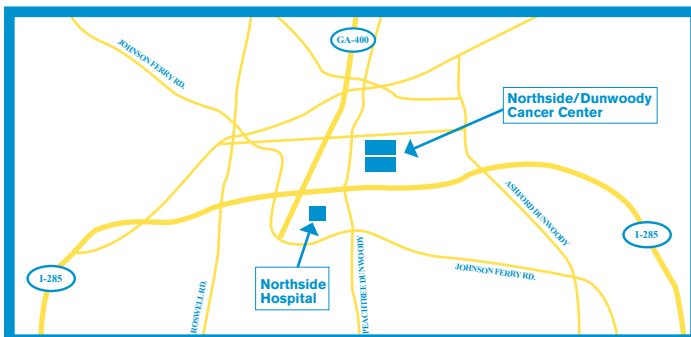 GA-400
JOHNSON FERRY RD.
Northside/Dunwoody
Cancer Center
ASHFORD DUNWOODY
I-285
I-285
JOHNSON FERRY RD.
PEACHTREE DUNWOODY
Northside
Hospital
ROSWELL RD.